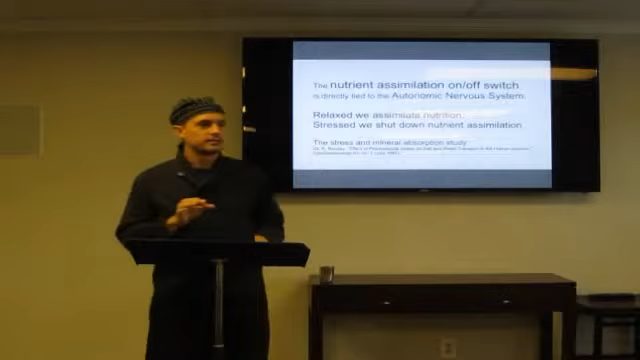 The nutrient assimilation on/off switch
is directly tied to the Autonomic Nervous System.
Relaxed we assimilate nutrition.
Stressed we shut down nutrient assimilation
The stress and mineral absorption study